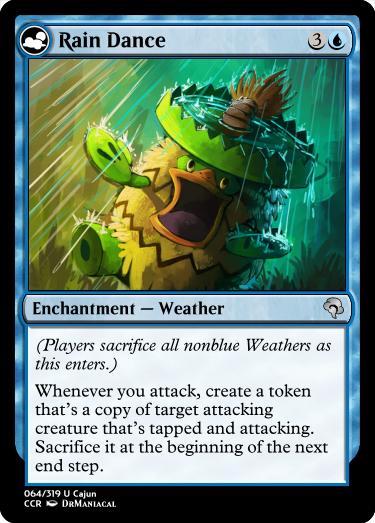 Rain Dance 3
Enchantment — Weather
(Players sacrifice all nonblue Weathers as
this enters.)
Whenever you attack, create a token
that's a copy of target attacking
creature that's tapped and attacking.
Sacrifice it at the beginning of the next
end step.
064/319 U Cajun
CCR DrManiacal